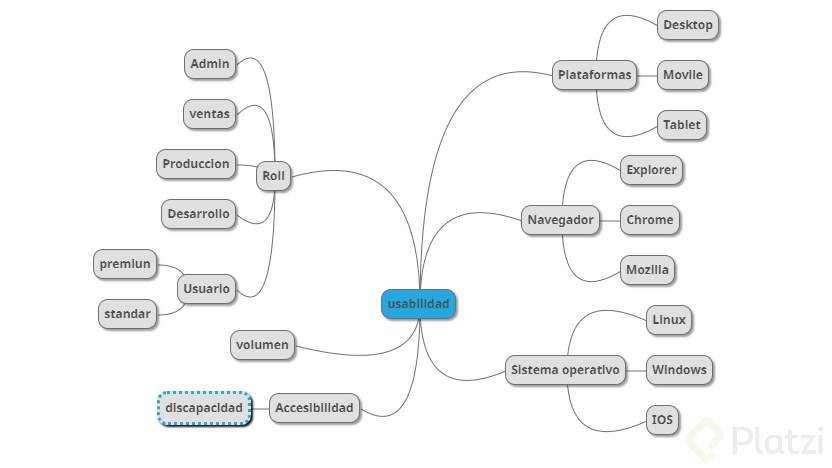 usabilidad
Plataformas
Desktop
Movile
Tablet
Navegador
Explorer
Chrome
Mozilla
Sistema operativo
Linux
Windows
IOS
Roll
Admin
ventas
Produccion
Desarrollo
Usuario
premiun
standar
volumen
Accesibilidad
discapacidad
Platzi